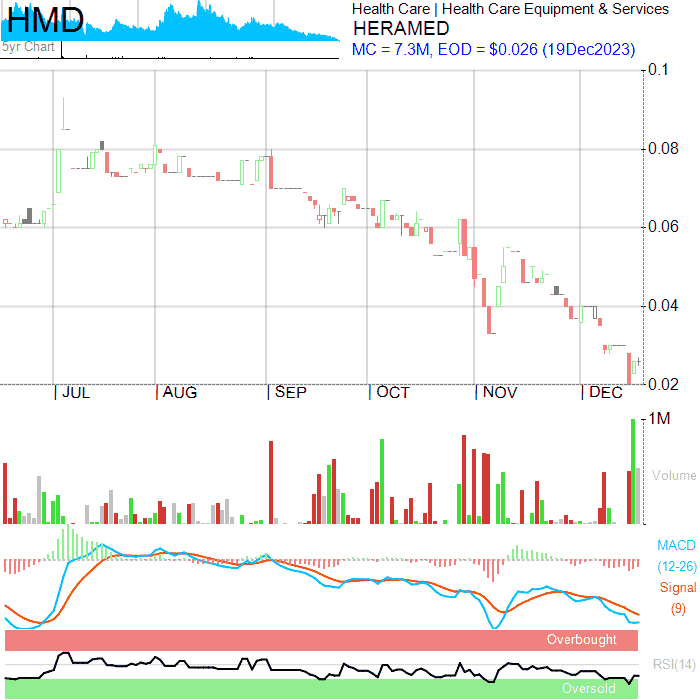 HMD
5yr Chart
Health Care | Health Care Equipment & Services
HERAMED
MC = 7.3M, EOD = $0.026 (19Dec2023)
0.1
0.08
0.06
0.04
0.02
JUL AUG SEP OCT NOV DEC
1M
Volume
MACD
(12-26)
Signal
(9)
Overbought
RSI(14)
Oversold